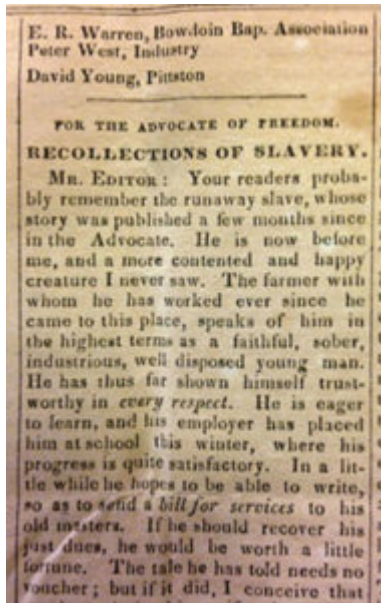 E. R. Warren, Bowdoin Bap. Association
Peter West, Industry
David Young, Pittston
FOR THE ADVOCATE OF FREEDOM.
RECOLLECTIONS OF SLAVERY.
MR. EDITOR: Your readers proba-
bly remember the runaway slave, whose
story was published a few months since
in the Advocate. He is now before
me, and a more contented and happy
creature I never saw. The farmer with
whom he has worked ever since he
came to this place, speaks of him in
the highest terms as a faithful, sober,
industrious, well disposed young man.
He has thus far shown himself trust-
worthy in every respect. He is eager
to learn, and his employer has placed
him at school this winter, where his
progress is quite satisfactory. In a lit-
tle while he hopes to be able to write,
so as to send a bill for services to his
old masters. If he should recover his
just dues, he would be worth a little
fortune. The tale he has told needs no
voucher; but if it did, I conceive that